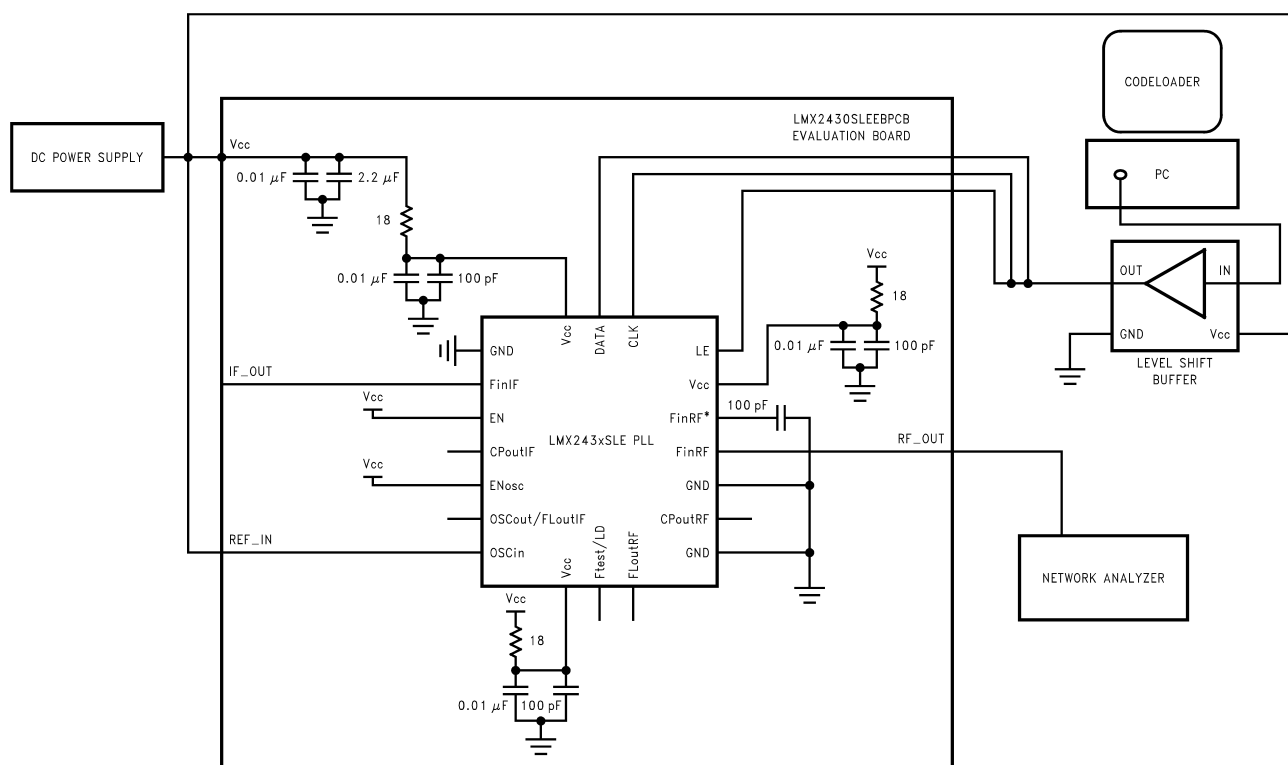 CODELOADER
LMX2430SLEEBPCB
EVALUATION BOARD
DC POWER SUPPLY
Vcc
0.01 µF
2.2 µF
PC
18
0.01 µF
100 pF
Vcc
18
OUT
IN
GND
Vcc
LEVEL SHIFT
BUFFER
0.01 µF
100 pF
Vcc
DATA
CLK
GND
LE
IF_OUT
FinIF
Vcc
Vcc
EN
100 pF
FinRF*
LMX243xSLE PLL
RF_OUT
CPoutIF
FinRF
Vcc
ENosc
GND
OSCout/FLoutIF
CPoutRF
REF_IN
OSCin
GND
Vcc
Ftest/LD
FLoutRF
NETWORK ANALYZER
Vcc
18
0.01 µF
100 pF